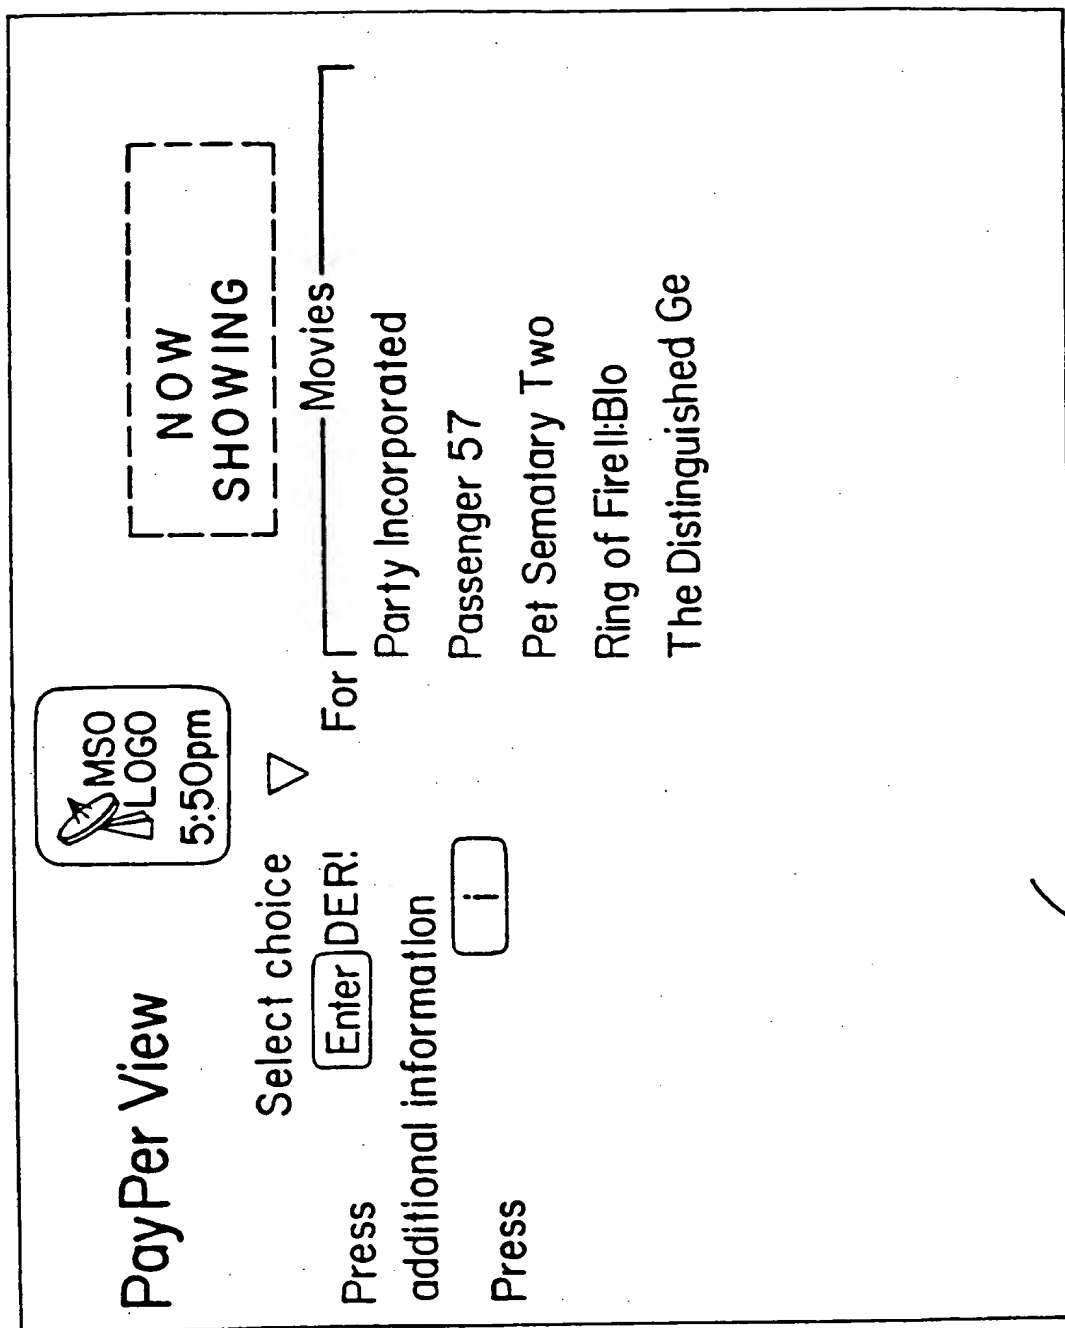 PayPer View
MSO
LOGO
5:50pm
NOW
SHOWING
Select choice
Press Enter DER! For
additional information
Press i
Movies
Party Incorporated
Passenger 57
Pet Sematary Two
Ring of FireII:Blo
The Distinguished Ge